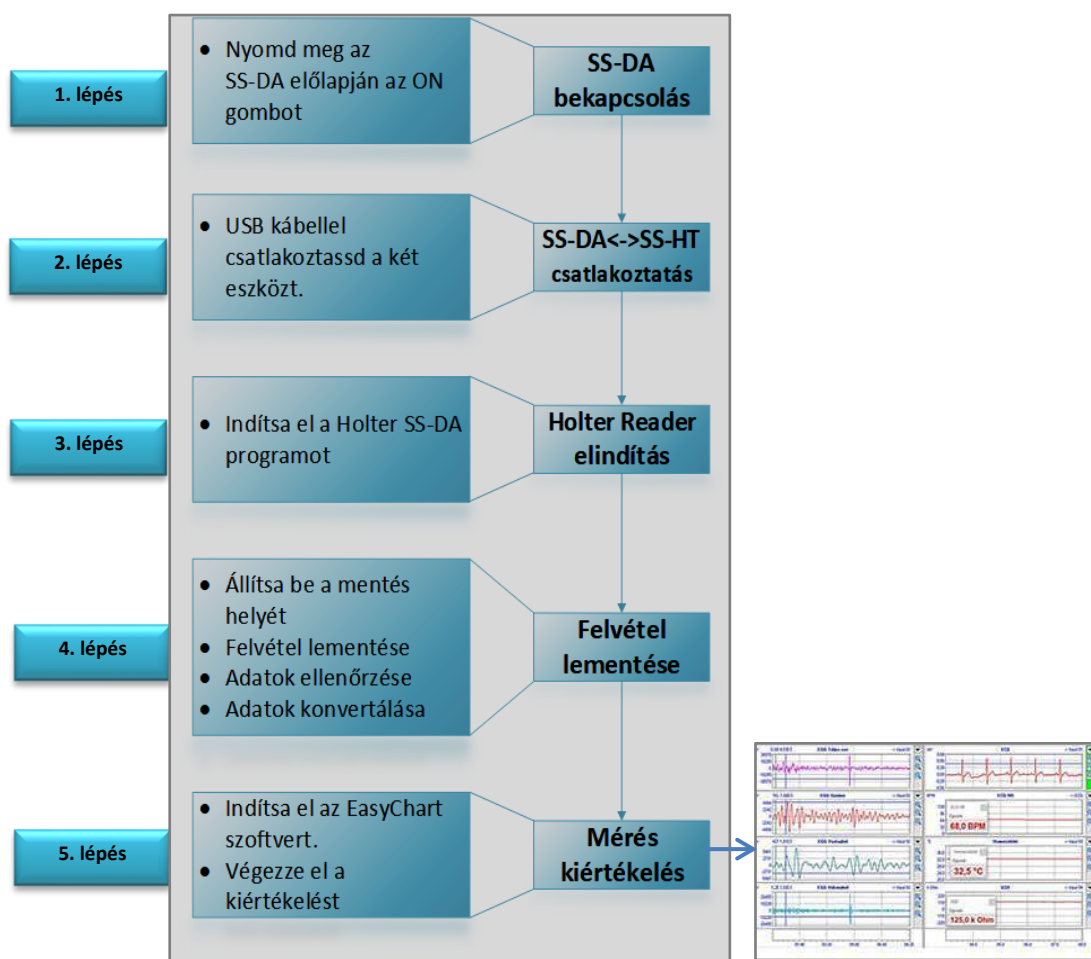 1. lépés
• Nyomd meg az
SS-DA előlapján az ON
gombot
SS-DA
bekapcsolás
2. lépés
• USB kábellel
csatlakoztassd a két
eszközt.
SS-DA<->SS-HT
csatlakoztatás
3. lépés
• Indítsa el a Holter SS-DA
programot
Holter Reader
elindítás
4. lépés
• Állítsa be a mentés
helyét
• Felvétel lementése
• Adatok ellenőrzése
• Adatok konvertálása
Felvétel
lementése
5. lépés
• Indítsa el az EasyChart
szoftvert.
• Végezze el a
kiértékelést
Mérés
kiértékelés
68,0 BPM
32,5 °C
125,0 k Ohm